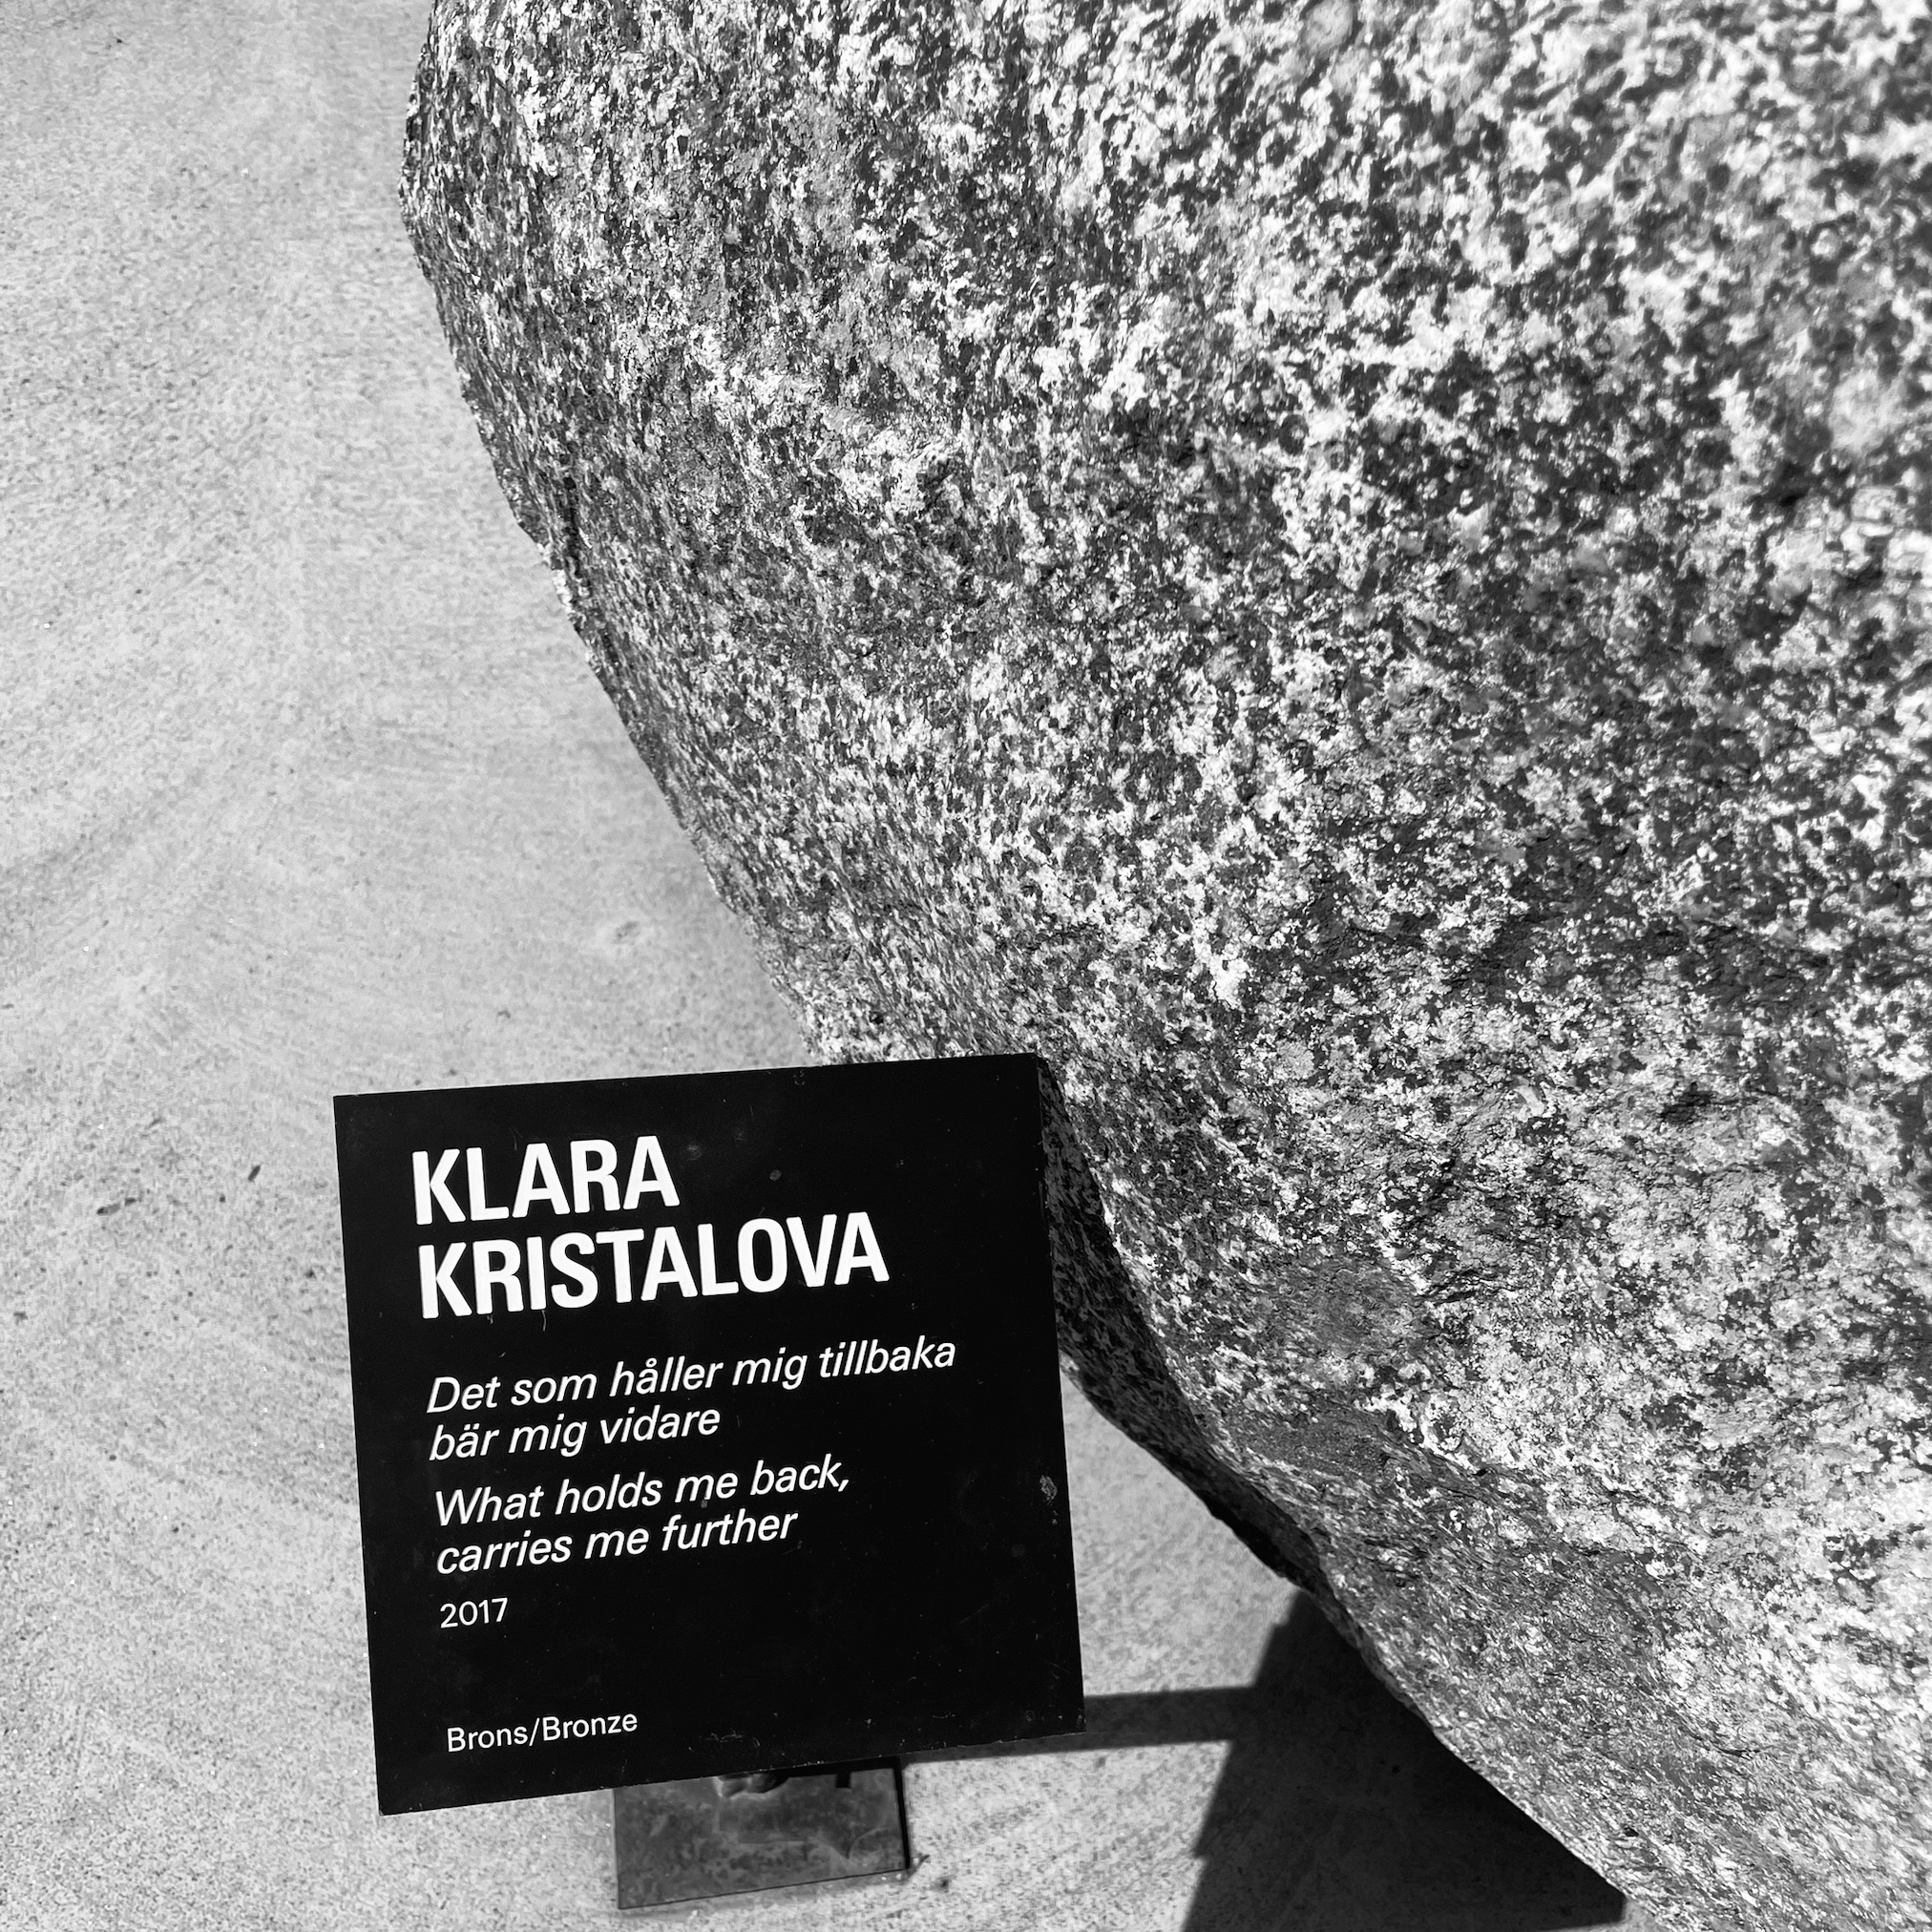 KLARA
KRISTALOVA
Det som håller mig tillbaka
bär mig vidare
What holds me back,
carries me further
2017
Brons/Bronze